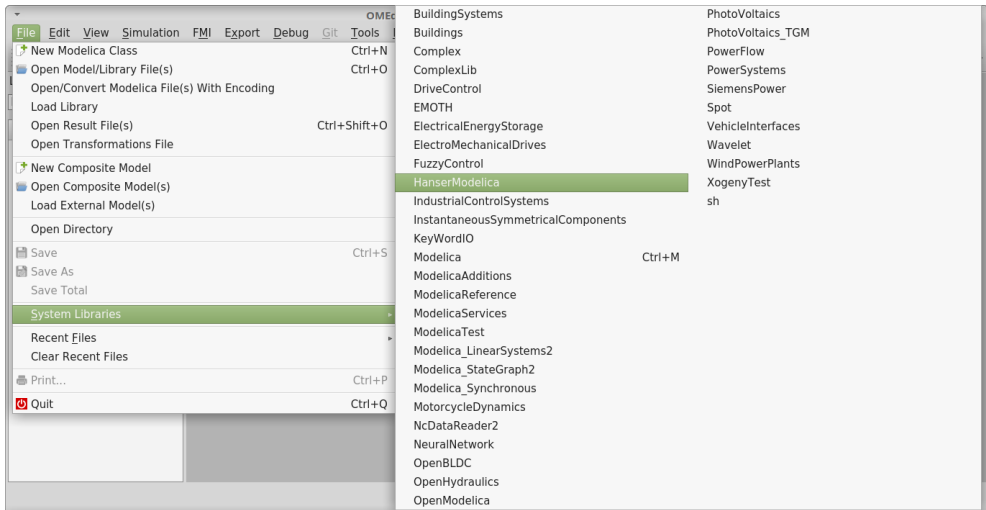 OMEd
File Edit View Simulation FMI Export Debug Git Tools
New Modelica Class Ctrl+N
Open Model/Library File(s) Ctrl+O
Open/Convert Modelica File(s) With Encoding
Load Library
Open Result File(s) Ctrl+Shift+O
Open Transformations File
New Composite Model
Open Composite Model(s)
Load External Model(s)
Open Directory
Save Ctrl+S
Save As
Save Total
System Libraries
Recent Files
Clear Recent Files
Print... Ctrl+P
Quit Ctrl+Q
BuildingSystems
Buildings
Complex
ComplexLib
DriveControl
EMOTH
ElectricalEnergyStorage
ElectroMechanicalDrives
FuzzyControl
HanserModelica
IndustrialControlSystems
InstantaneousSymmetricalComponents
KeyWordIO
Modelica Ctrl+M
ModelicaAdditions
ModelicaReference
ModelicaServices
ModelicaTest
Modelica_LinearSystems2
Modelica_StateGraph2
Modelica_Synchronous
MotorcycleDynamics
NcDataReader2
NeuralNetwork
OpenBLDC
OpenHydraulics
OpenModelica
PhotoVoltaics
PhotoVoltaics_TGM
PowerFlow
PowerSystems
SiemensPower
Spot
VehicleInterfaces
Wavelet
WindPowerPlants
XogenyTest
sh